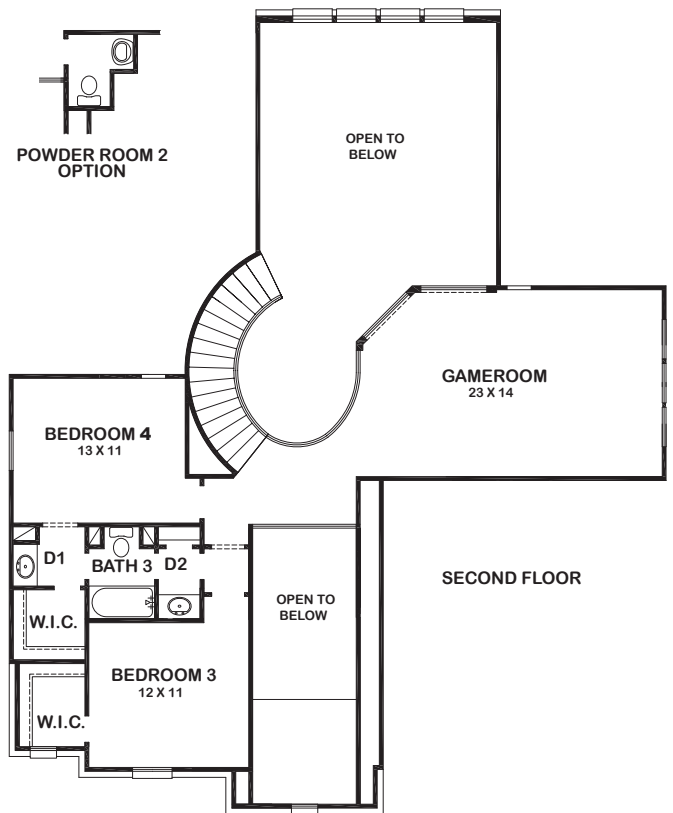 POWDER ROOM 2
OPTION
OPEN TO
BELOW
GAMEROOM
23 X 14
BEDROOM 4
13 X 11
D1
BATH 3
D2
W.I.C.
OPEN TO
BELOW
SECOND FLOOR
BEDROOM 3
12 X 11
W.I.C.